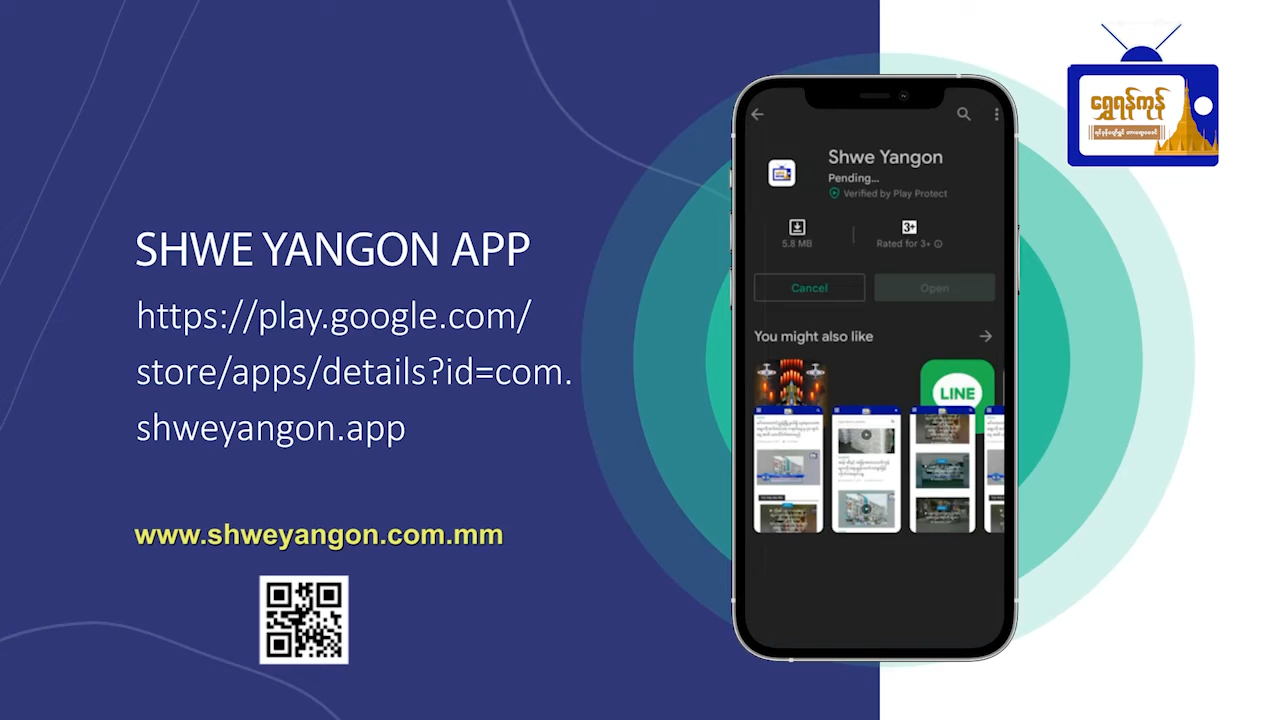 ရွှေရန်ကုန်
SHWE YANGON APP
https://play.google.com/
store/apps/details?id=com.
shweyangon.app
www.shweyangon.com.mm
Shwe Yangon
Pending...
Verified by Play Protect
3+
5.8 MB
Rated for 3+
Cancel
Open
You might also like
LINE